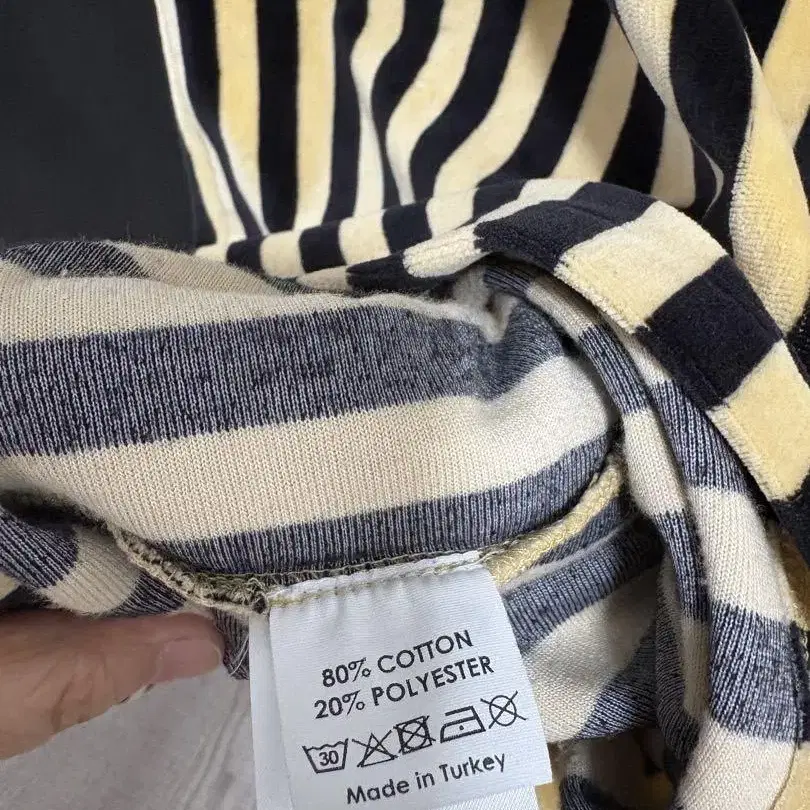 80% COTTON
20% POLYESTER
30
Made in Turkey